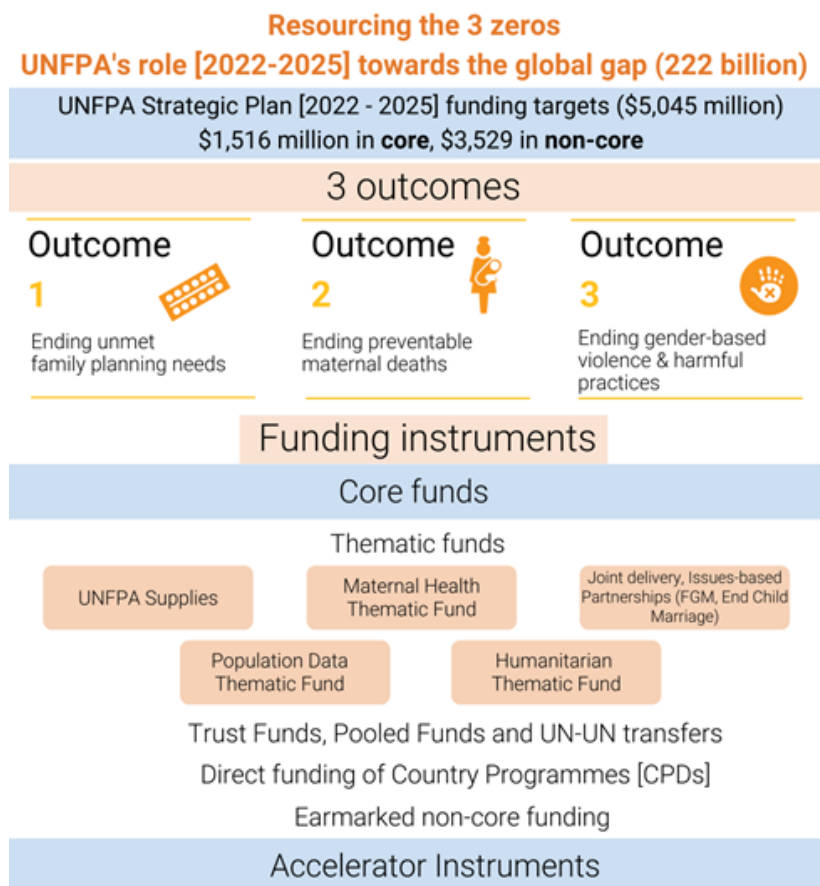 Resourcing the 3 zeros
UNFPA's role [2022-2025] towards the global gap (222 billion)
UNFPA Strategic Plan [2022 - 2025] funding targets ($5,045 million)
$1,516 million in core, $3,529 in non-core
3 outcomes
Outcome
1
Ending unmet
family planning needs
Outcome
2
Ending preventable
maternal deaths
Outcome
3
Ending gender-based
violence & harmful
practices
Funding instruments
Core funds
Thematic funds
UNFPA Supplies
Maternal Health
Thematic Fund
Joint delivery, Issues-based
Partnerships (FGM, End Child
Marriage)
Population Data
Thematic Fund
Humanitarian
Thematic Fund
Trust Funds, Pooled Funds and UN-UN transfers
Direct funding of Country Programmes [CPDs]
Earmarked non-core funding
Accelerator Instruments